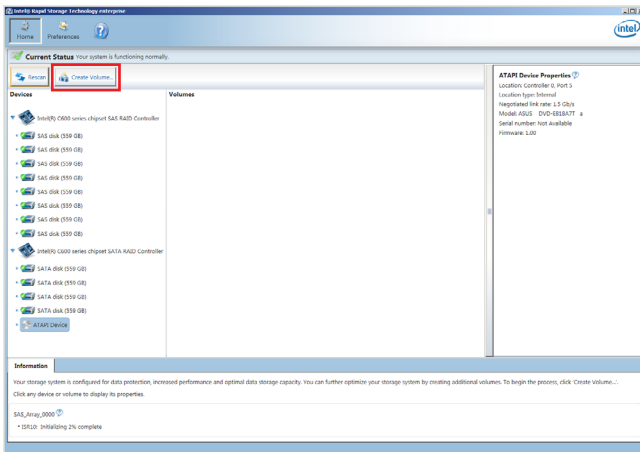 Intel® Rapid Storage Technology enterprise
Home
Preferences
intel
Current Status Your system is functioning normally.
Rescan
Create Volume...
Devices
Volumes
Intel(R) C600 series chipset SAS RAID Controller
SAS disk (559 GB)
SAS disk (559 GB)
SAS disk (559 GB)
SAS disk (559 GB)
SAS disk (559 GB)
SAS disk (559 GB)
SAS disk (559 GB)
SAS disk (559 GB)
Intel(R) C600 series chipset SATA RAID Controller
SATA disk (559 GB)
SATA disk (559 GB)
SATA disk (559 GB)
SATA disk (559 GB)
ATAPI Device
ATAPI Device Properties ?
Location: Controller 0, Port 5
Location type: Internal
Negotiated link rate: 1.5 Gb/s
Model: ASUS DVD-E818A7T a
Serial number: Not Available
Firmware: 1.00
Information
Your storage system is configured for data protection, increased performance and optimal data storage capacity. You can further optimize your storage system by creating additional volumes. To begin the process, click 'Create Volume...'.
Click any device or volume to display its properties.
SAS_Array_0000 ?
• ISR10: Initializing 2% complete